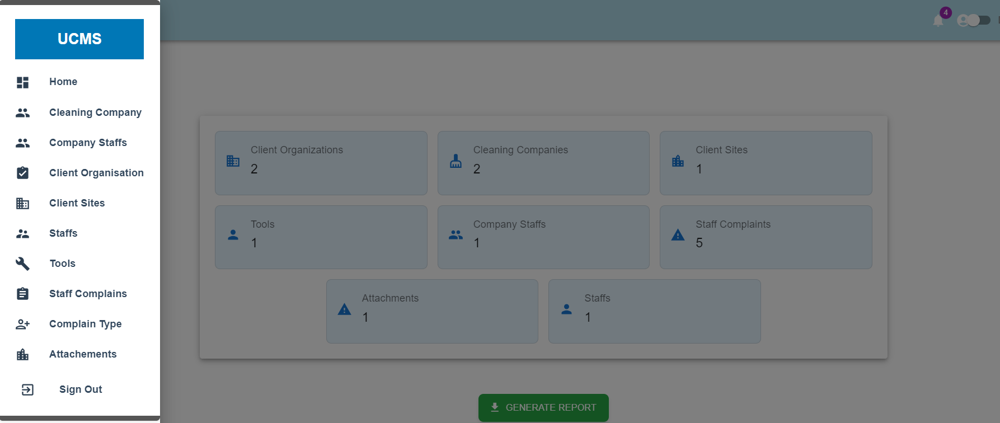 UCMS
Home
Cleaning Company
Company Staffs
Client Organisation
Client Sites
Staffs
Tools
Staff Complains
Complain Type
Attachements
Sign Out
4
Client Organizations
2
Cleaning Companies
2
Client Sites
1
Tools
1
Company Staffs
1
Staff Complaints
5
Attachments
1
Staffs
1
GENERATE REPORT